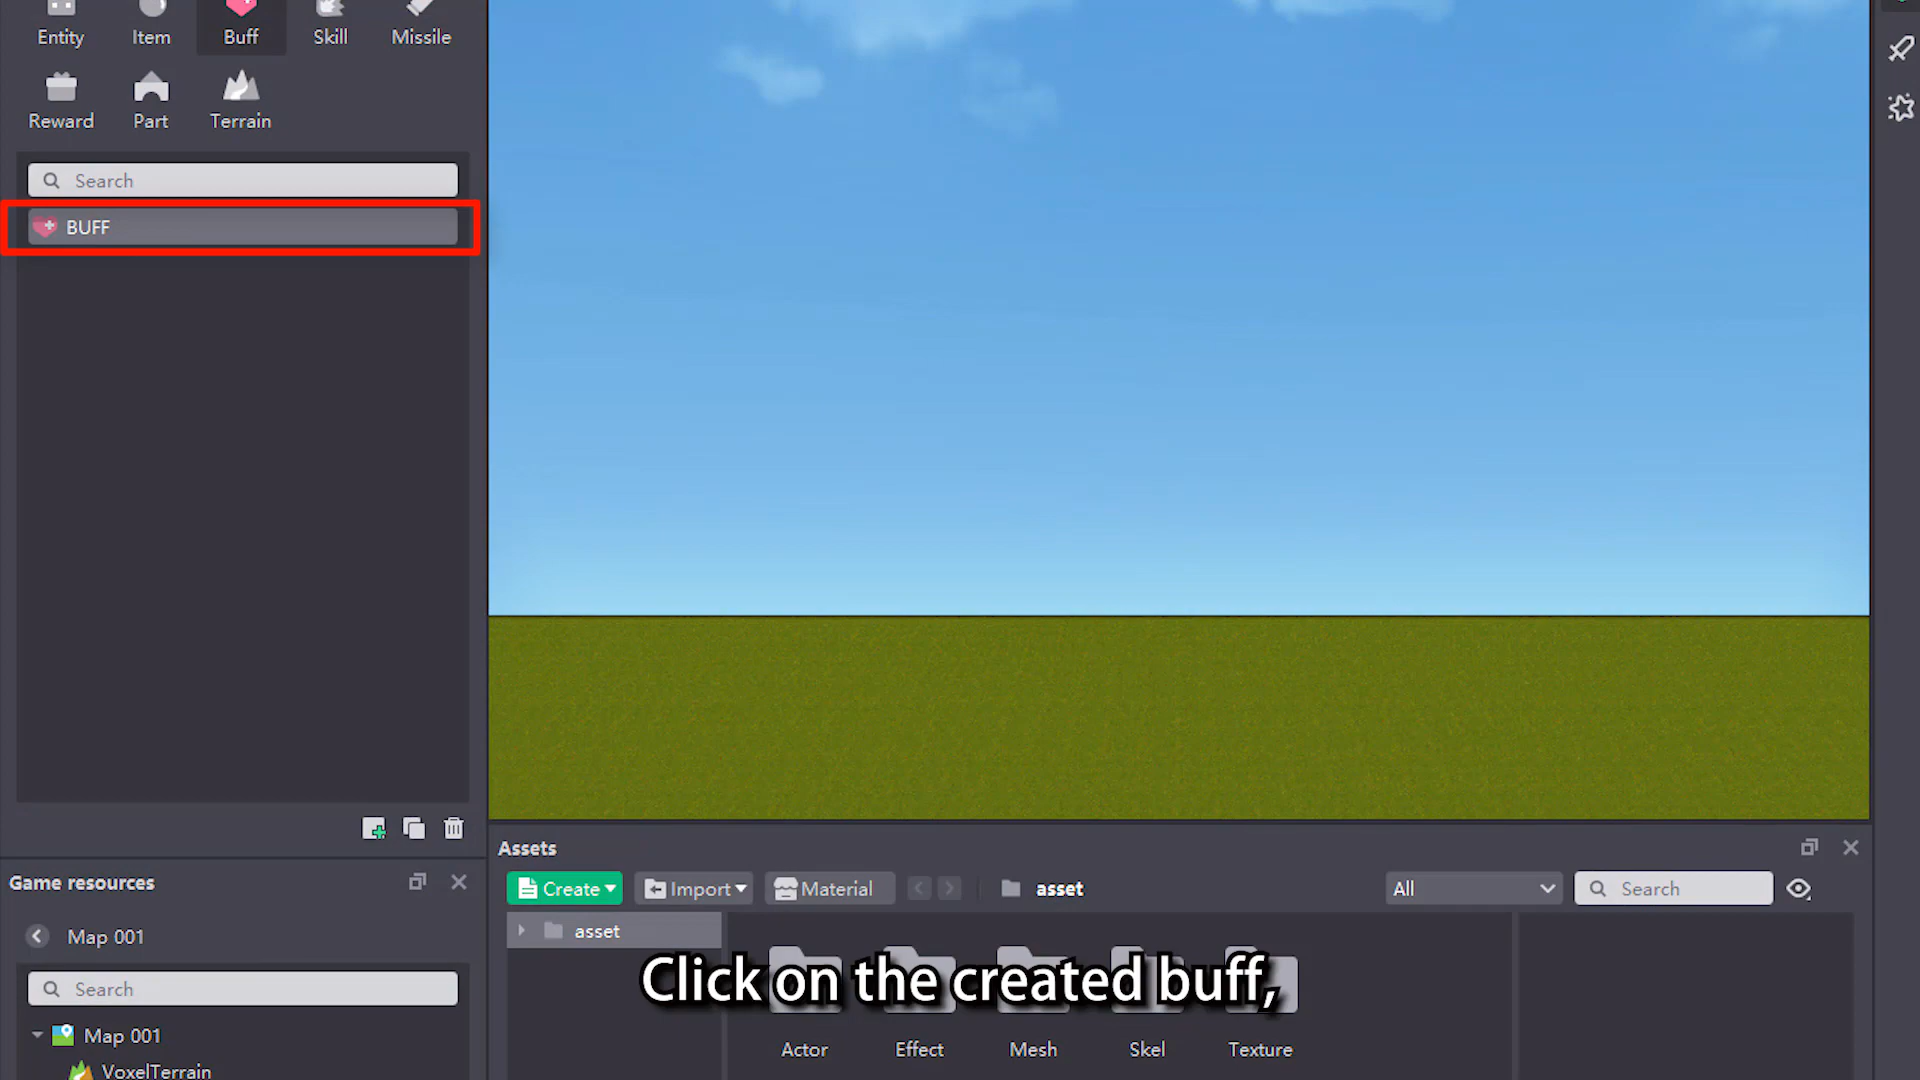 Entity Item Buff Skill Missile
Reward Part Terrain
Search
BUFF
Assets
Create Import Material asset All Search
asset
Game resources
Map 001
Search
Map 001
VoxelTerrain
Click on the created buff,
Actor Effect Mesh Skel Texture